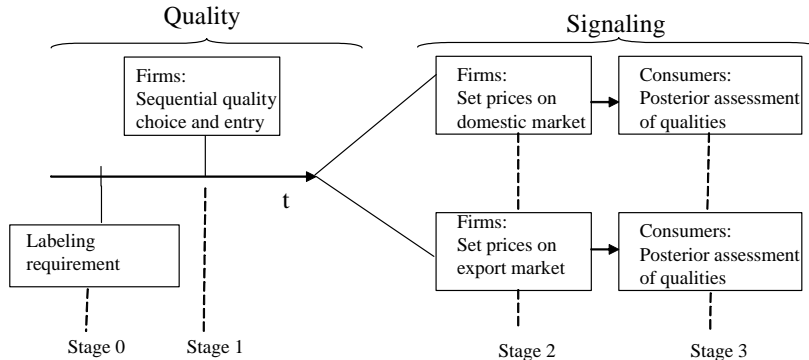 Quality
Signaling
Firms:
Sequential quality
choice and entry
Firms:
Set prices on
domestic market
Consumers:
Posterior assessment
of qualities
t
Labeling
requirement
Firms:
Set prices on
export market
Consumers:
Posterior assessment
of qualities
Stage 0
Stage 1
Stage 2
Stage 3